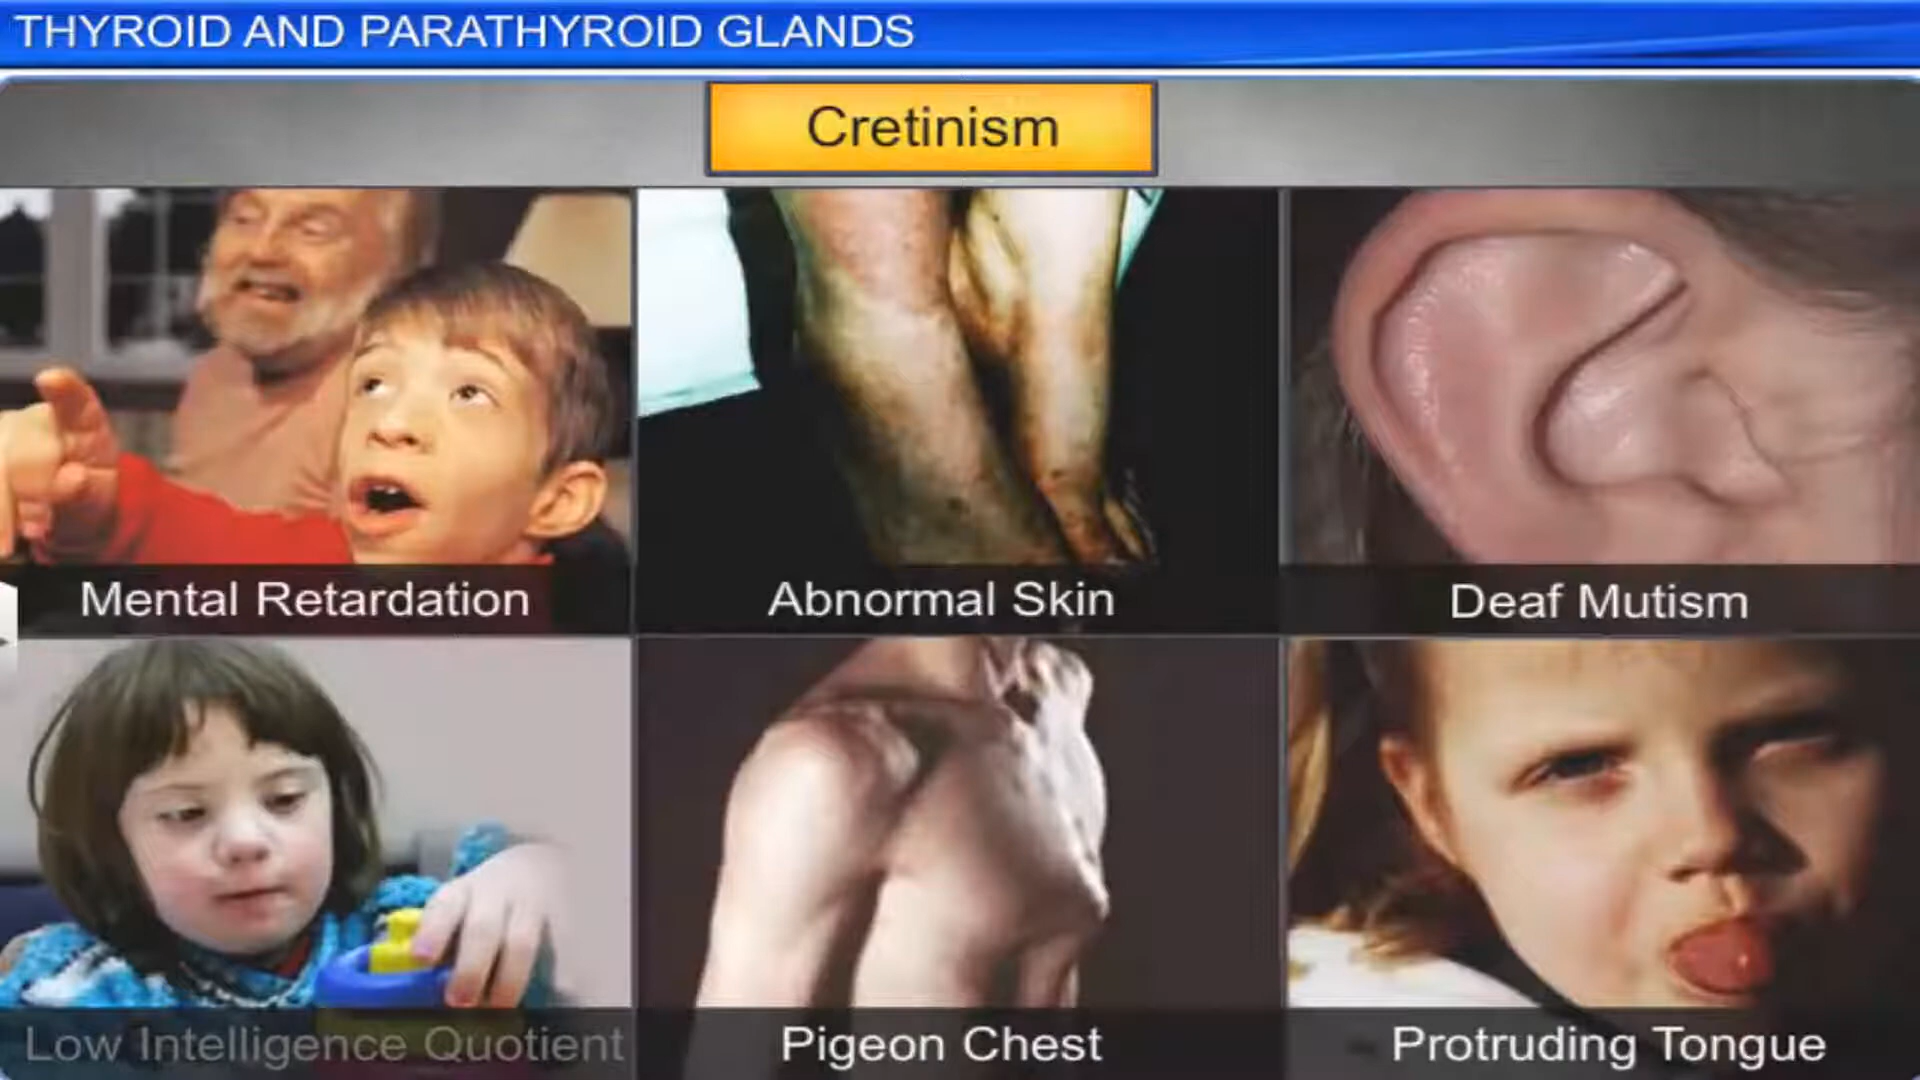 THYROID AND PARATHYROID GLANDS
Cretinism
Mental Retardation
Abnormal Skin
Deaf Mutism
Low Intelligence Quotient
Pigeon Chest
Protruding Tongue